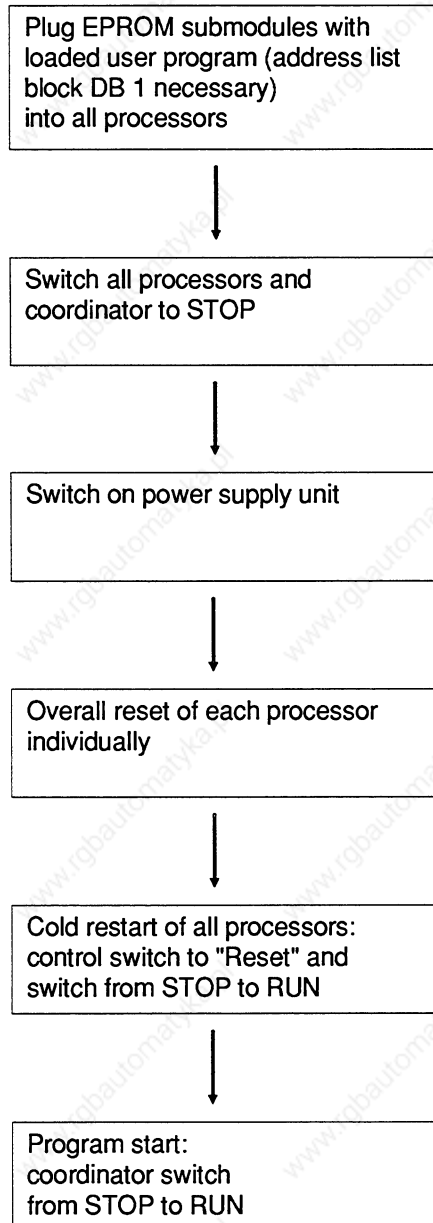 Plug EPROM submodules with
loaded user program (address list
block DB 1 necessary)
into all processors
Switch all processors and
coordinator to STOP
Switch on power supply unit
Overall reset of each processor
individually
Cold restart of all processors:
control switch to "Reset" and
switch from STOP to RUN
Program start:
coordinator switch
from STOP to RUN
www.rgbautomatyka.pl